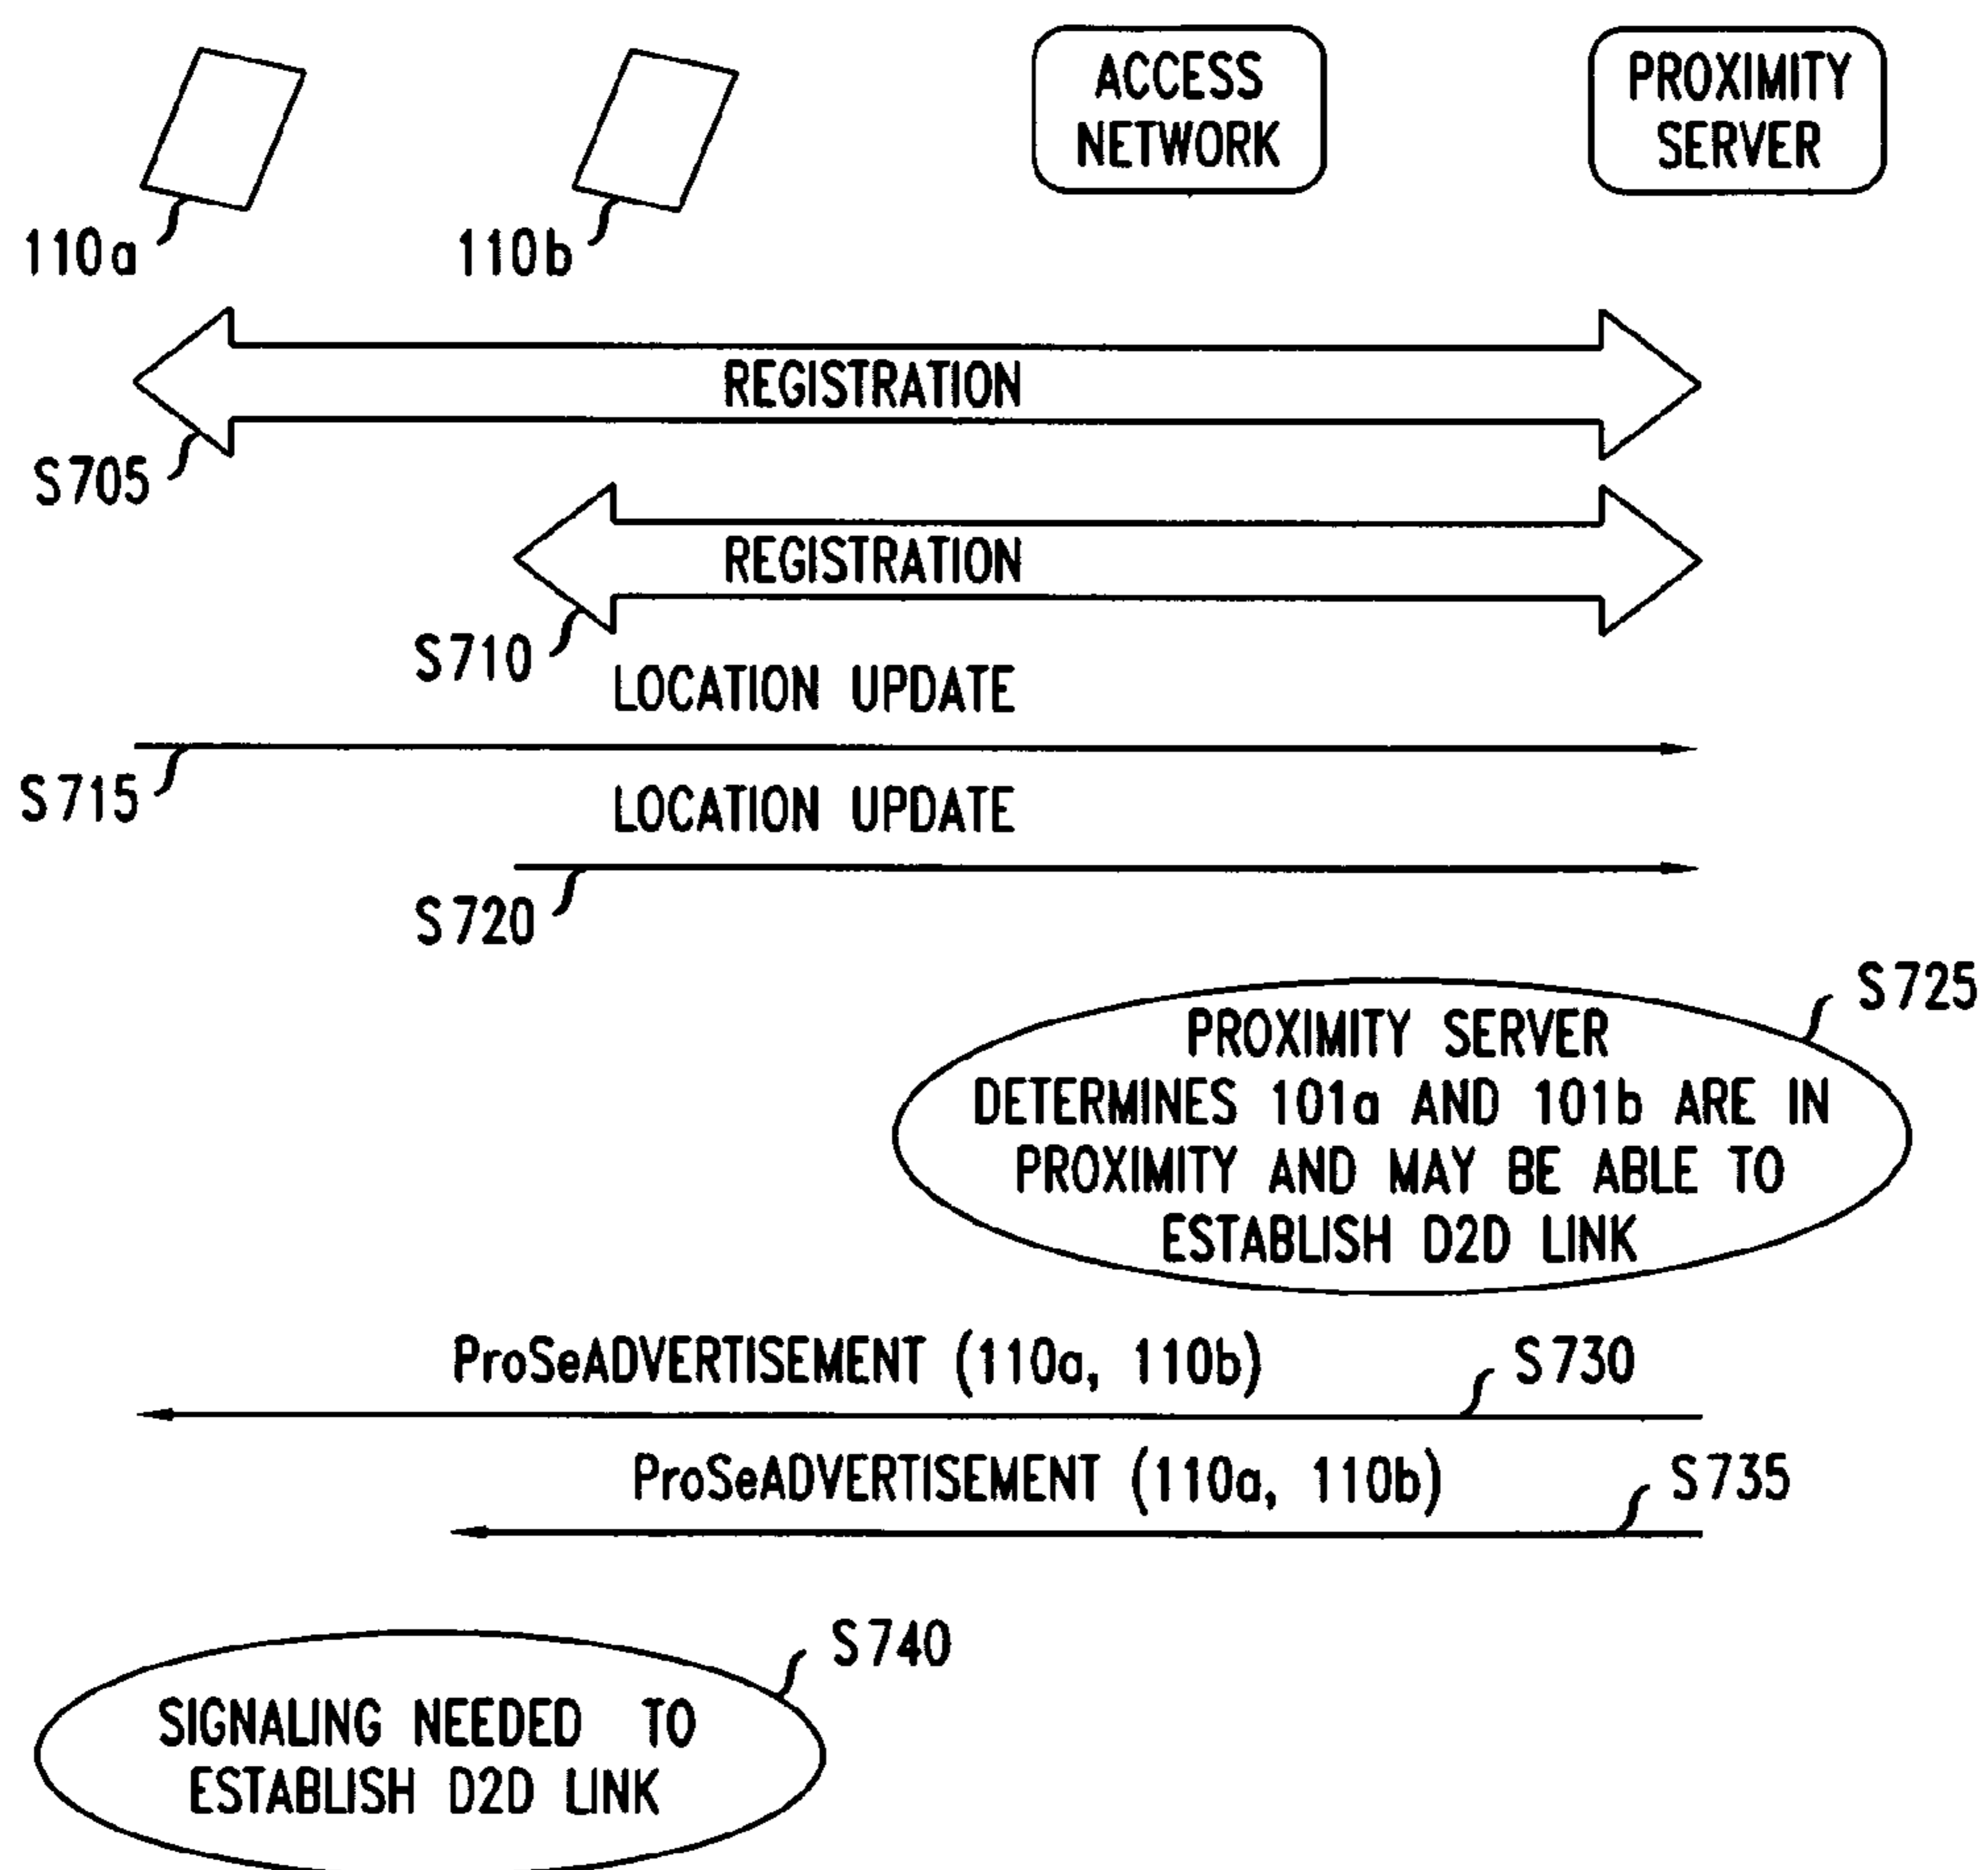 ACCESS
NETWORK
PROXIMITY
SERVER
110a
110b
REGISTRATION
S705
REGISTRATION
S710
LOCATION UPDATE
S715
LOCATION UPDATE
S720
S725
PROXIMITY SERVER
DETERMINES 101a AND 101b ARE IN
PROXIMITY AND MAY BE ABLE TO
ESTABLISH D2D LINK
ProSeADVERTISEMENT (110a, 110b)
S730
ProSeADVERTISEMENT (110a, 110b)
S735
S740
SIGNALING NEEDED TO
ESTABLISH D2D LINK